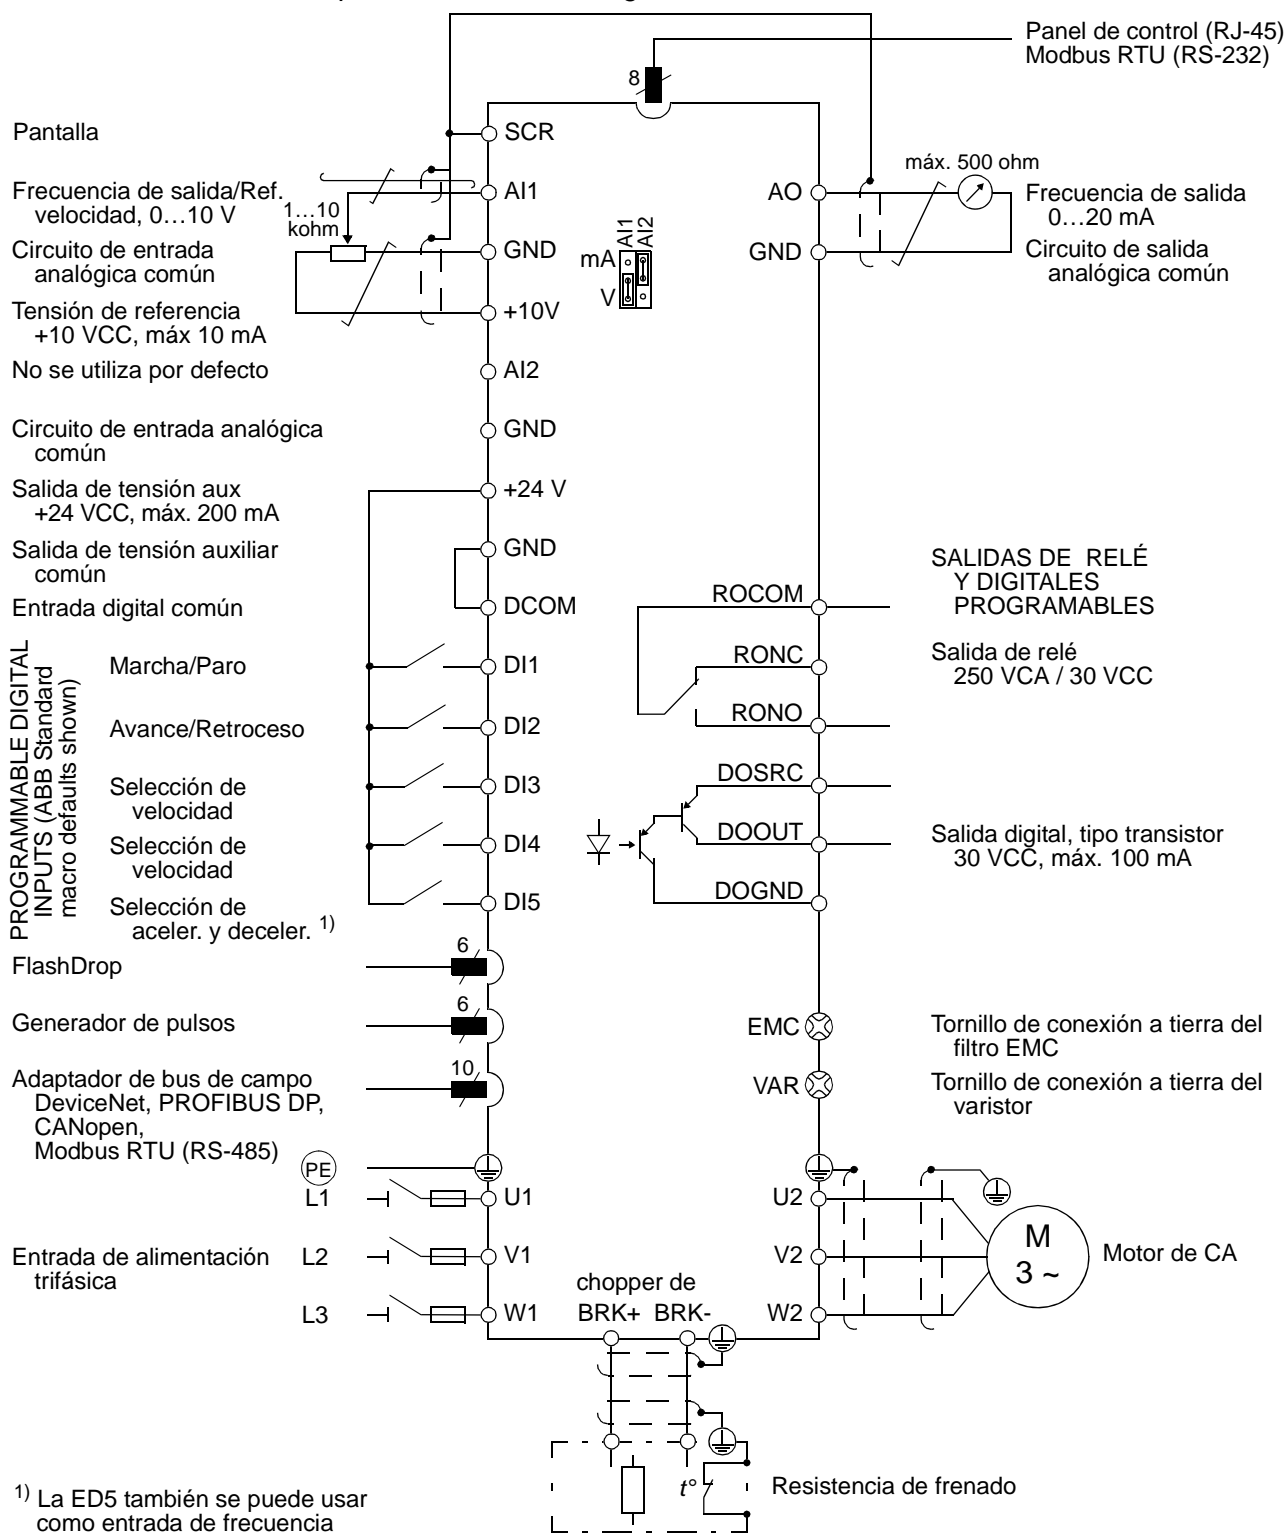 Panel de control (RJ-45)
Modbus RTU (RS-232)
8
Pantalla
SCR
máx. 500 ohm
Frecuencia de salida/Ref.
velocidad, 0…10 V
1…10
kohm
AI1
AI1
AI2
mA
V
AO
Frecuencia de salida
0…20 mA
Circuito de entrada
analógica común
GND
GND
Circuito de salida
analógica común
Tensión de referencia
+10 VCC, máx 10 mA
+10V
No se utiliza por defecto
AI2
Circuito de entrada analógica
común
GND
Salida de tensión aux
+24 VCC, máx. 200 mA
+24 V
Salida de tensión auxiliar
común
GND
SALIDAS DE RELÉ
Y DIGITALES
PROGRAMABLES
Entrada digital común
DCOM
ROCOM
PROGRAMMABLE DIGITAL
INPUTS (ABB Standard
macro defaults shown)
Marcha/Paro
DI1
RONC
Salida de relé
250 VCA / 30 VCC
Avance/Retroceso
DI2
RONO
Selección de
velocidad
DI3
DOSRC
Selección de
velocidad
DI4
DOOUT
Salida digital, tipo transistor
30 VCC, máx. 100 mA
Selección de
aceler. y deceler. 1)
DI5
DOGND
FlashDrop
6
Generador de pulsos
6
EMC
Tornillo de conexión a tierra del
filtro EMC
Adaptador de bus de campo
DeviceNet, PROFIBUS DP,
CANopen,
Modbus RTU (RS-485)
10
VAR
Tornillo de conexión a tierra del
varistor
PE
L1
U1
U2
Entrada de alimentación
trifásica
L2
V1
V2
M
3 ~
Motor de CA
L3
W1
chopper de
BRK+ BRK-
W2
t°
Resistencia de frenado
1) La ED5 también se puede usar
como entrada de frecuencia